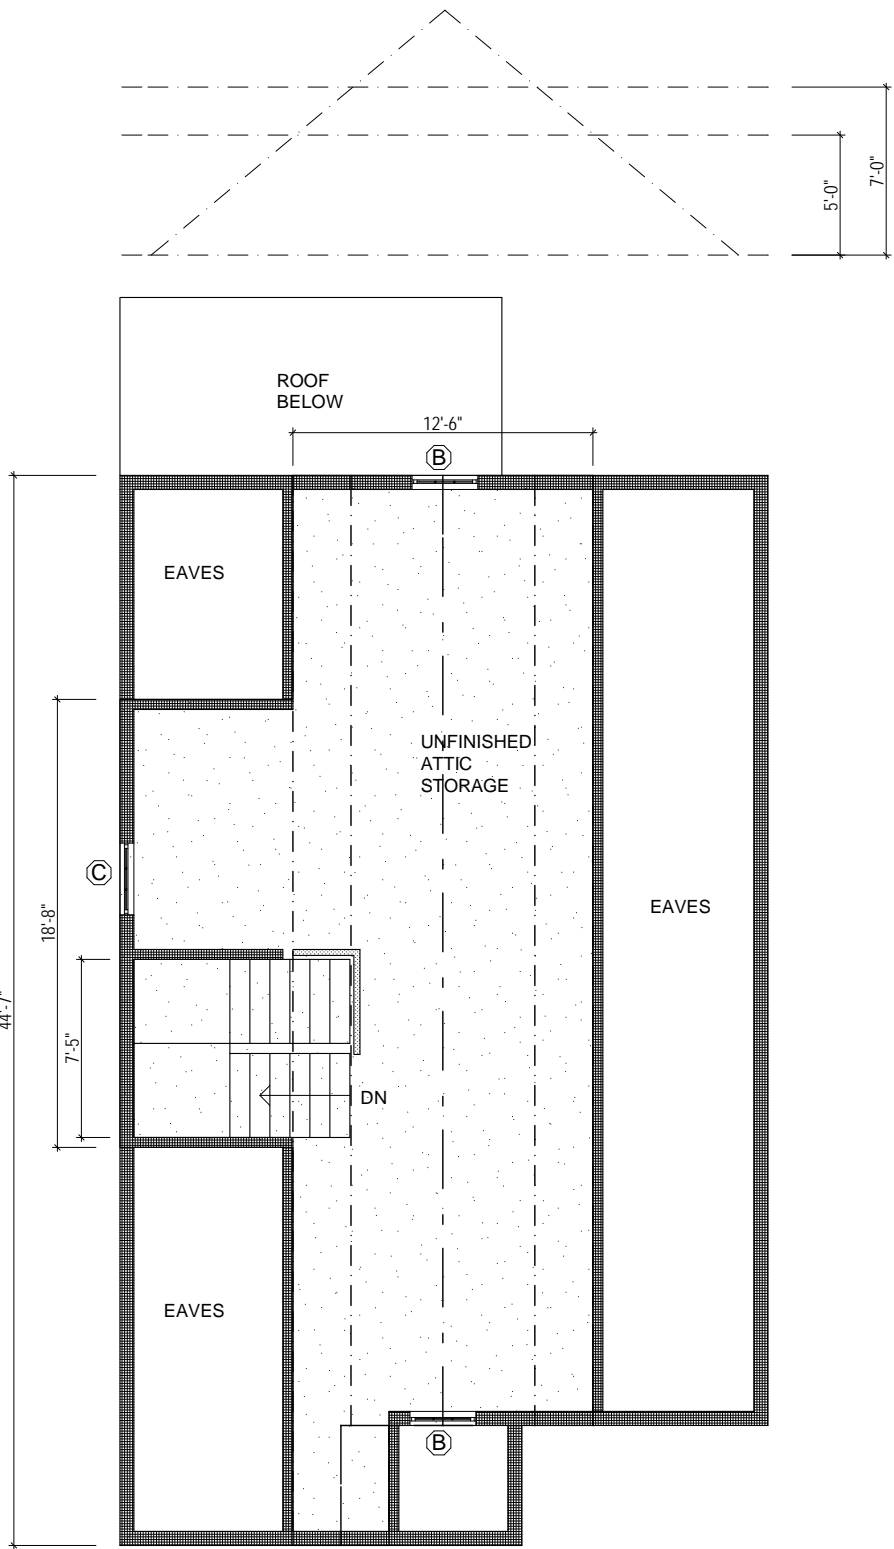 7'-0"
5'-0"
ROOF
BELOW
12'-6"
B
EAVES
UNFINISHED
ATTIC
STORAGE
C
EAVES
18'-8"
44'-7"
7'-5"
DN
EAVES
B